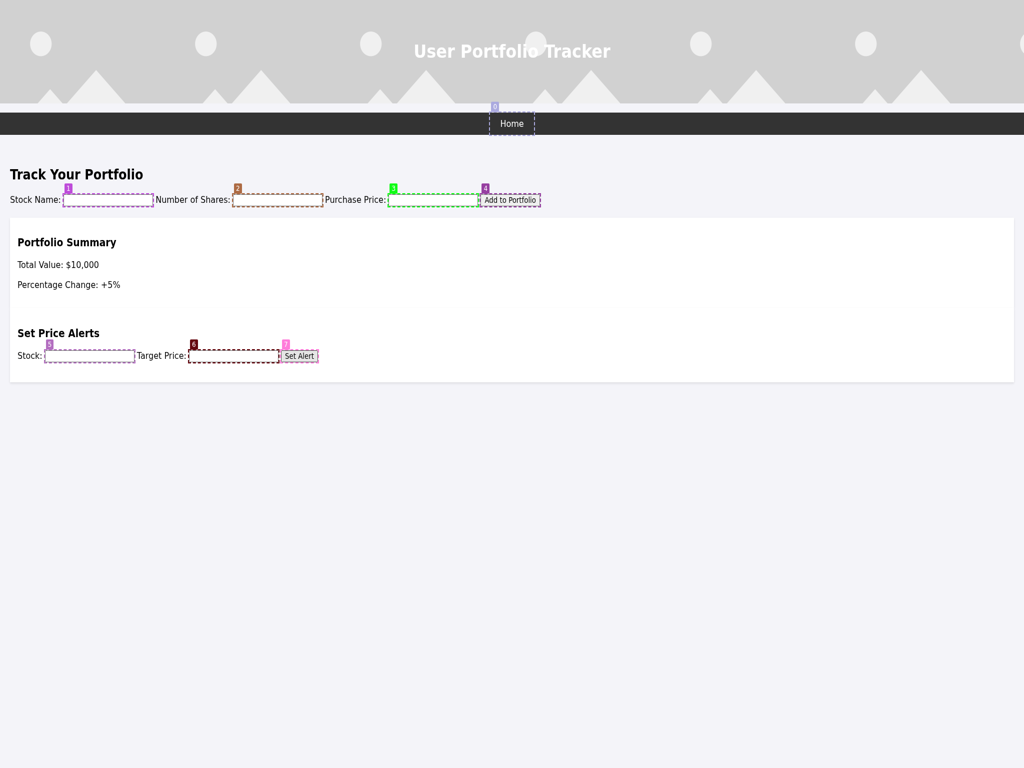 User Portfolio Tracker
0
Home
Track Your Portfolio
1 2 3 4
Stock Name: Number of Shares: Purchase Price: Add to Portfolio
Portfolio Summary
Total Value: $10,000
Percentage Change: +5%
Set Price Alerts
5 6 7
Stock: Target Price: Set Alert